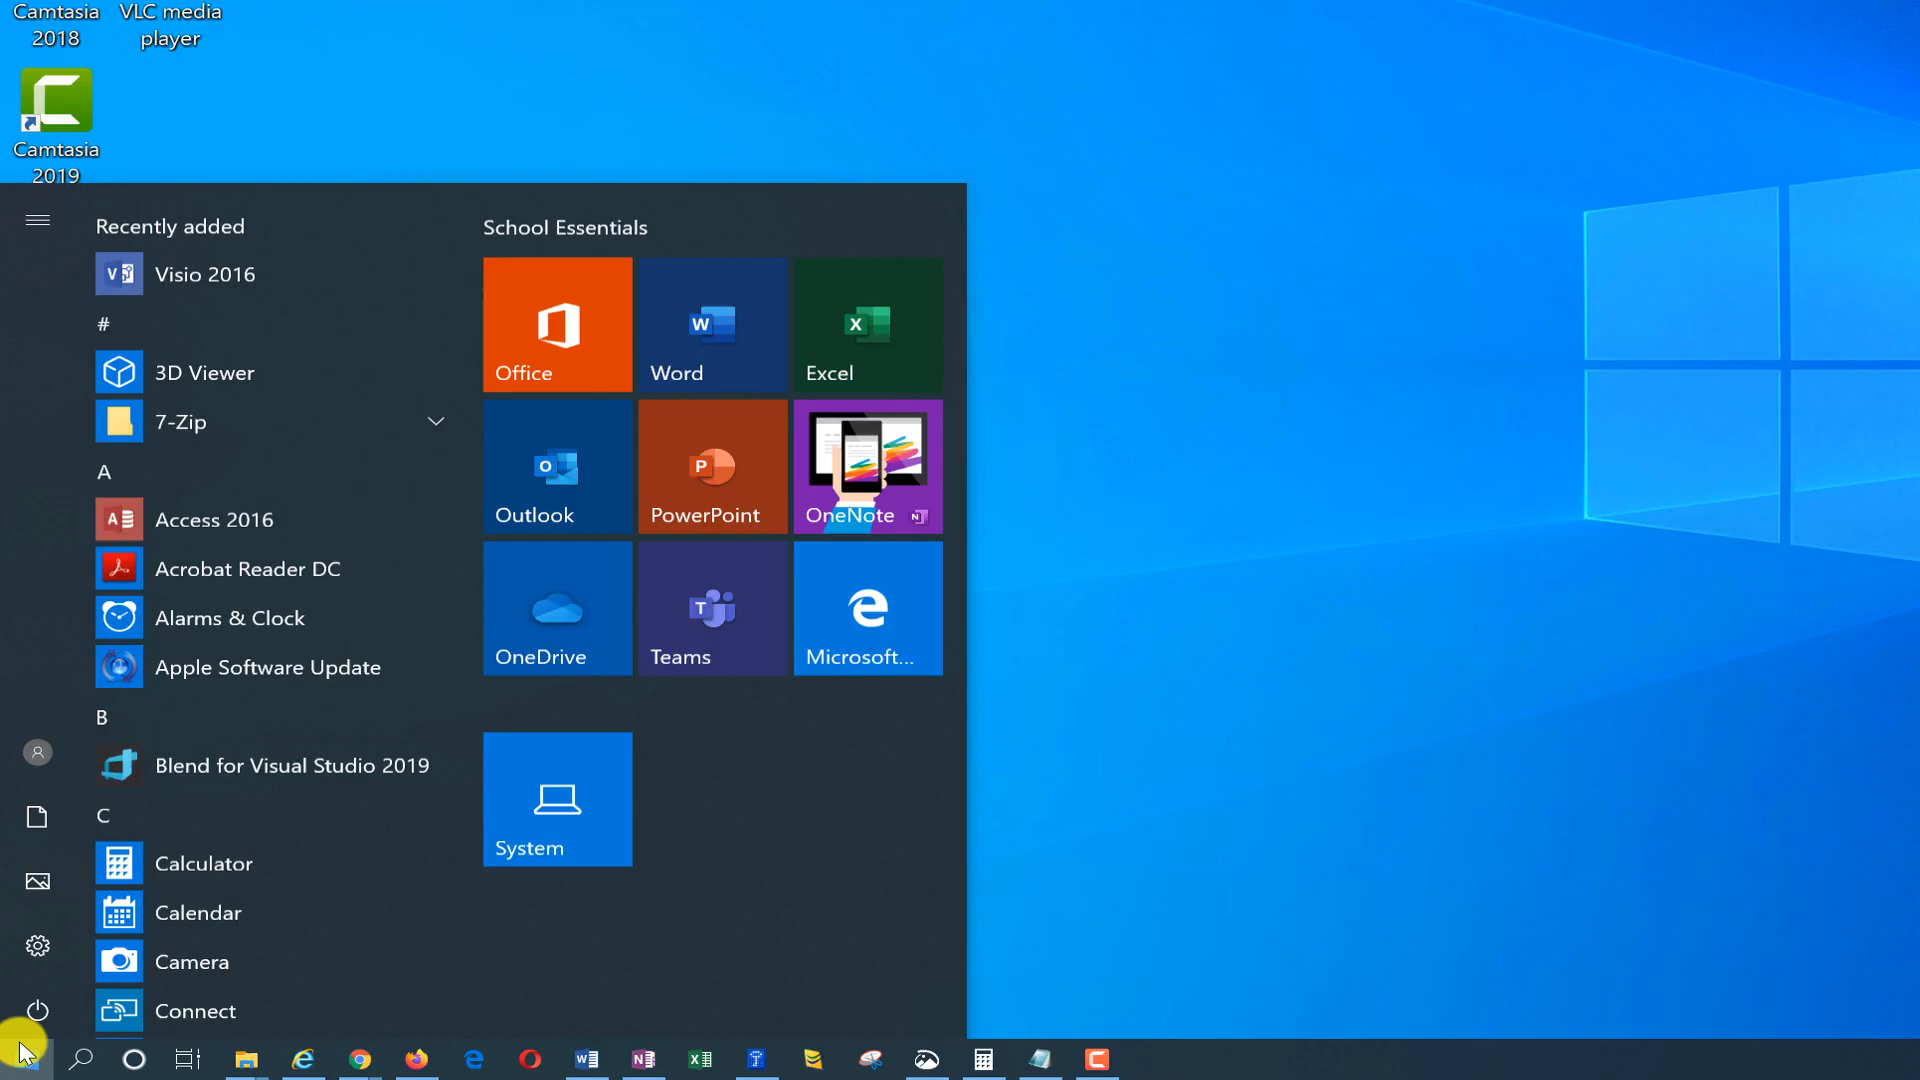 Camtasia
2018
VLC media
player
Camtasia
2019
Recently added
Visio 2016
#
3D Viewer
7-Zip
A
Access 2016
Acrobat Reader DC
Alarms & Clock
Apple Software Update
B
Blend for Visual Studio 2019
C
Calculator
Calendar
Camera
Connect
School Essentials
Office
Word
Excel
Outlook
PowerPoint
OneNote
OneDrive
Teams
Microsoft...
System